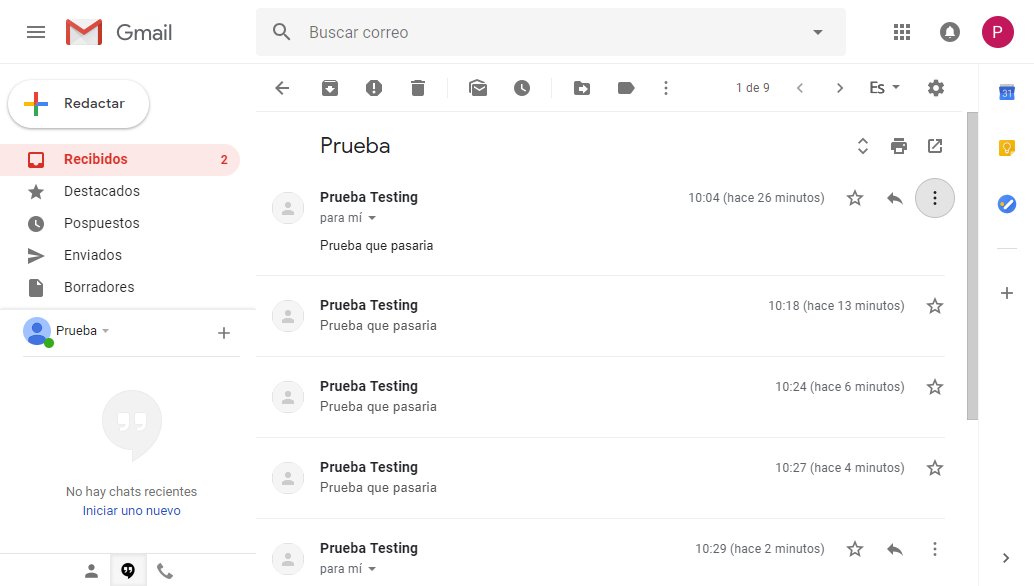 Gmail
Buscar correo
P
Redactar
1 de 9
Es
31
Recibidos 2
Destacados
Pospuestos
Enviados
Borradores
Prueba
No hay chats recientes
Iniciar uno nuevo
Prueba
Prueba Testing 10:04 (hace 26 minutos)
para mí
Prueba que pasaria
Prueba Testing 10:18 (hace 13 minutos)
Prueba que pasaria
Prueba Testing 10:24 (hace 6 minutos)
Prueba que pasaria
Prueba Testing 10:27 (hace 4 minutos)
Prueba que pasaria
Prueba Testing 10:29 (hace 2 minutos)
para mí